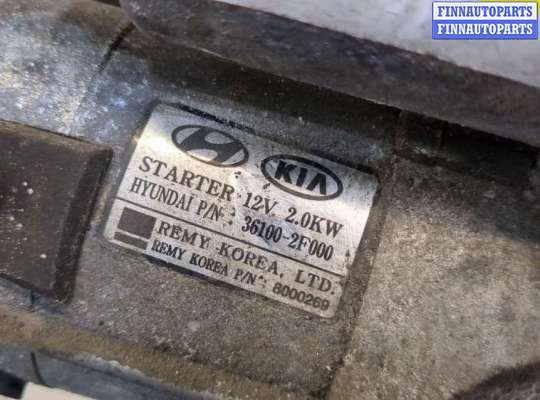 FINNAUTOPARTS
FINNAUTOPARTS
KIA
STARTER 12V 2.0KW
HYUNDAI P/N : 36100-2F000
REMY KOREA, LTD.
REMY KOREA P/N : 8000269